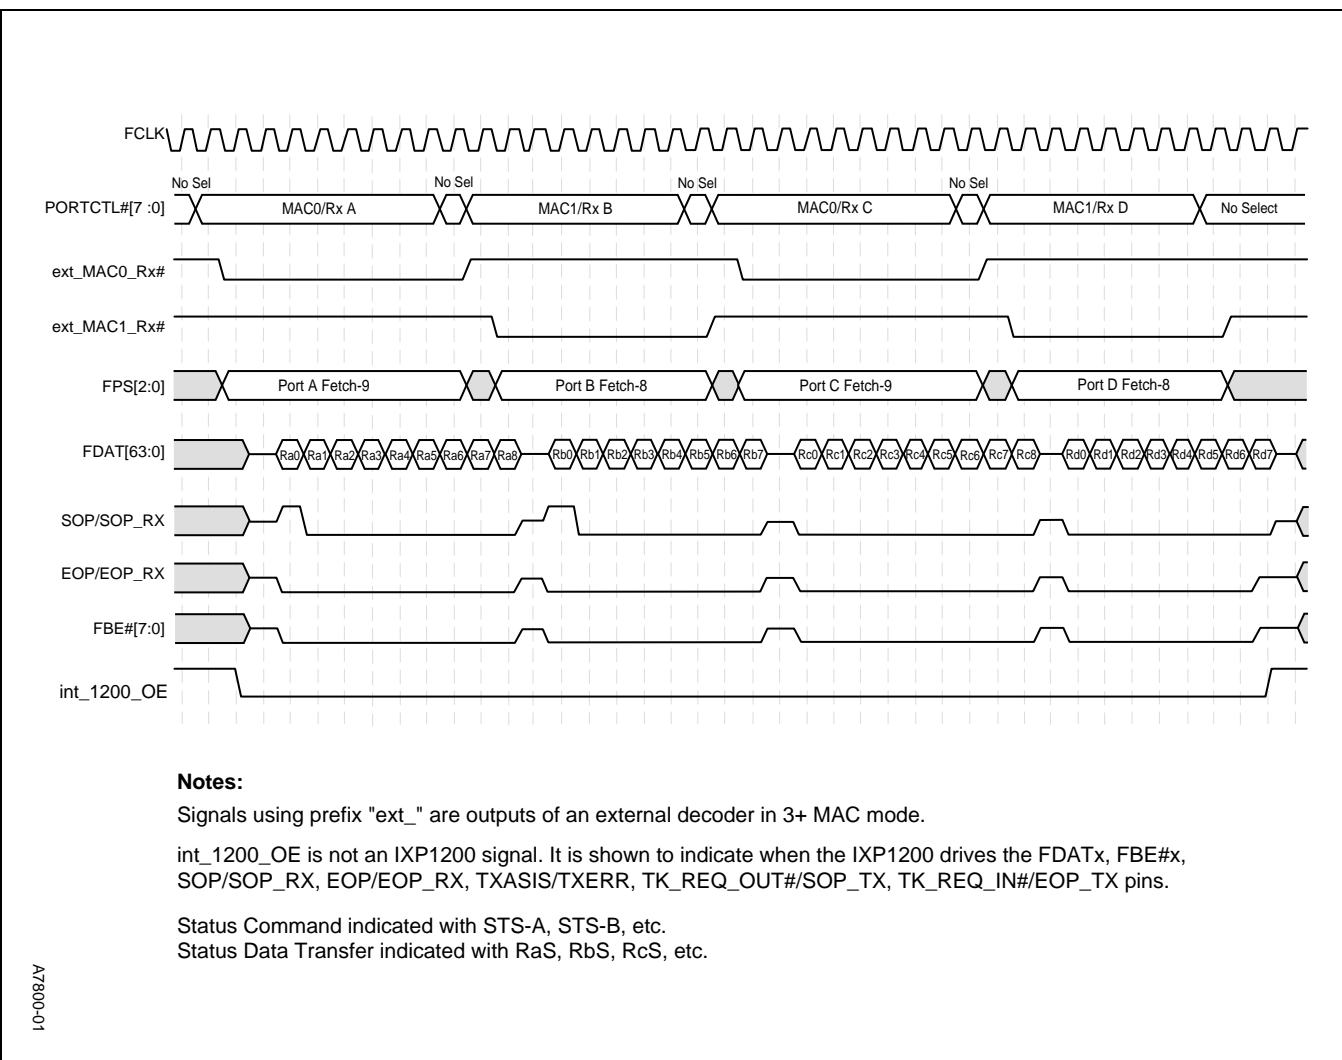 FCLK
No Sel No Sel No Sel No Sel
PORTCTL#[7 :0] MAC0/Rx A MAC1/Rx B MAC0/Rx C MAC1/Rx D No Select
ext_MAC0_Rx#
ext_MAC1_Rx#
FPS[2:0] Port A Fetch-9 Port B Fetch-8 Port C Fetch-9 Port D Fetch-8
FDAT[63:0] Ra0 Ra1 Ra2 Ra3 Ra4 Ra5 Ra6 Ra7 Ra8 Rb0 Rb1 Rb2 Rb3 Rb4 Rb5 Rb6 Rb7 Rc0 Rc1 Rc2 Rc3 Rc4 Rc5 Rc6 Rc7 Rc8 Rd0 Rd1 Rd2 Rd3 Rd4 Rd5 Rd6 Rd7
SOP/SOP_RX
EOP/EOP_RX
FBE#[7:0]
int_1200_OE
Notes:
Signals using prefix "ext_" are outputs of an external decoder in 3+ MAC mode.
int_1200_OE is not an IXP1200 signal. It is shown to indicate when the IXP1200 drives the FDATx, FBE#x,
SOP/SOP_RX, EOP/EOP_RX, TXASIS/TXERR, TK_REQ_OUT#/SOP_TX, TK_REQ_IN#/EOP_TX pins.
Status Command indicated with STS-A, STS-B, etc.
Status Data Transfer indicated with RaS, RbS, RcS, etc.
A7800-01